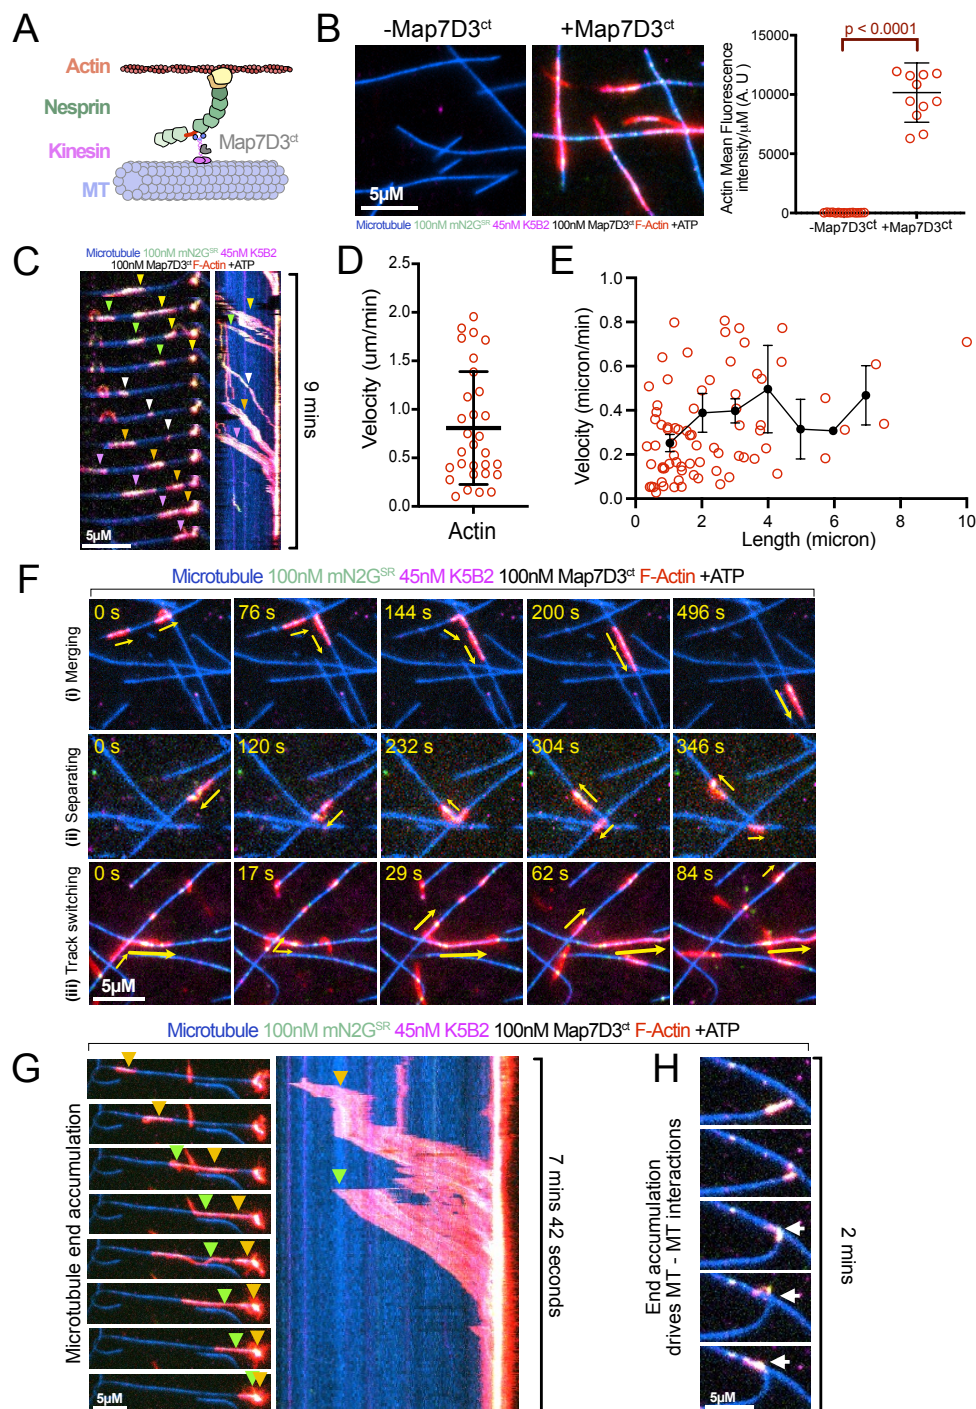 A
Actin
Nesprin
Map7D3ct
Kinesin
MT
B
-Map7D3ct
+Map7D3ct
5µM
Microtubule 100nM mN2GSR 45nM K5B2 100nM Map7D3ct F-Actin +ATP
p < 0.0001
Actin Mean Fluorescence
intensity/µM (A. U )
15000
10000
5000
0
-Map7D3ct
+Map7D3ct
C
Microtubule 100nM mN2GSR 45nM K5B2
100nM Map7D3ct F-Actin +ATP
5µM
9 mins
D
Velocity (um/min)
2.5
2.0
1.5
1.0
0.5
0.0
Actin
E
Velocity (micron/min)
1.0
0.8
0.6
0.4
0.2
0.0
0
2
4
6
8
10
Length (micron)
F
Microtubule 100nM mN2GSR 45nM K5B2 100nM Map7D3ct F-Actin +ATP
(i) Merging
0 s
76 s
144 s
200 s
496 s
(ii) Separating
0 s
120 s
232 s
304 s
346 s
(iii) Track switching
0 s
17 s
29 s
62 s
84 s
5µM
Microtubule 100nM mN2GSR 45nM K5B2 100nM Map7D3ct F-Actin +ATP
G
Microtubule end accumulation
5µM
7 mins 42 seconds
H
End accumulation
drives MT - MT interactions
5µM
2 mins